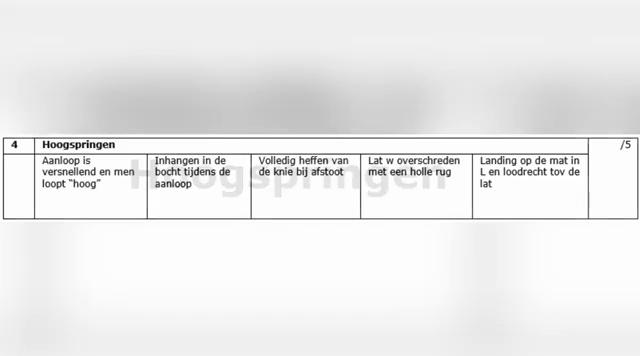 4 Hoogspringen /5
Aanloop is
versnellend en men
loopt “hoog”
Inhangen in de
bocht tijdens de
aanloop
Volledig heffen van
de knie bij afstoot
Lat w overschreden
met een holle rug
Landing op de mat in
L en loodrecht tov de
lat
Hoogspringen